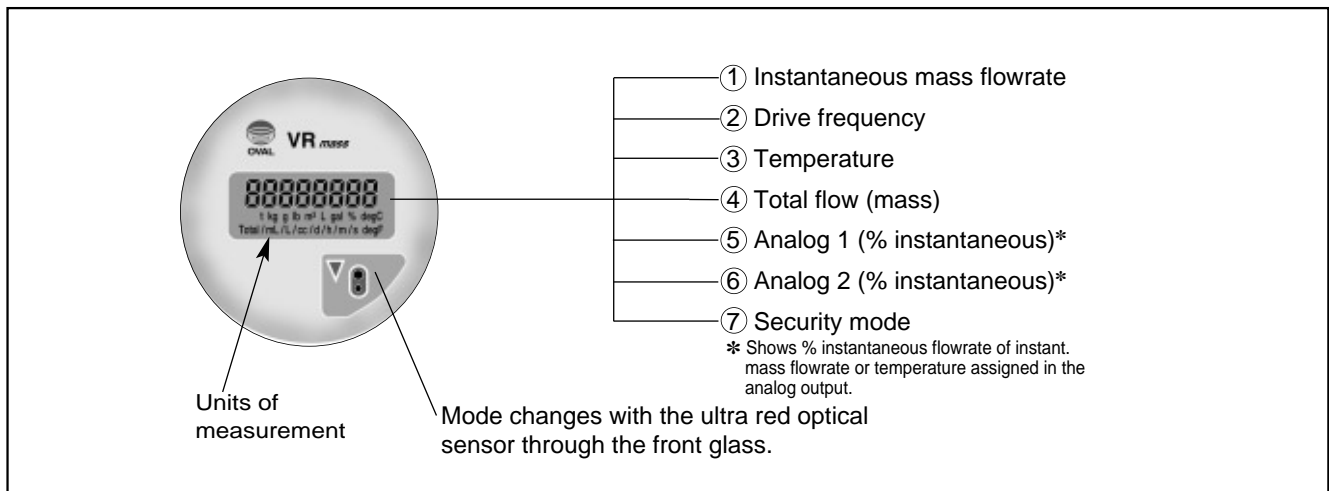 OVAL
VR mass
88888888
t kg g lb m³ L gal % degC
Total/mL/L/cc/d/h/m/s degF
① Instantaneous mass flowrate
② Drive frequency
③ Temperature
④ Total flow (mass)
⑤ Analog 1 (% instantaneous)*
⑥ Analog 2 (% instantaneous)*
⑦ Security mode
* Shows % instantaneous flowrate of instant.
mass flowrate or temperature assigned in the
analog output.
Units of
measurement
Mode changes with the ultra red optical
sensor through the front glass.